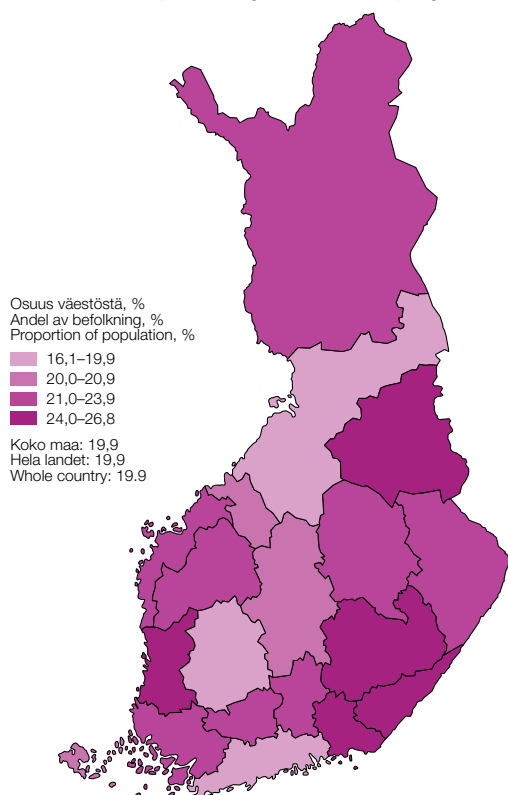 Osuus väestöstä, %
Andel av befolkning, %
Proportion of population, %
16,1–19,9
20,0–20,9
21,0–23,9
24,0–26,8
Koko maa: 19,9
Hela landet: 19,9
Whole country: 19.9